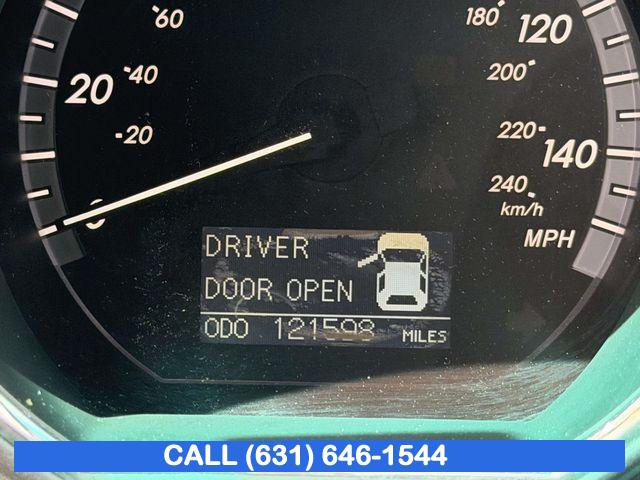 60
180
120
20
40
200
20
220
140
0
240
km/h
MPH
DRIVER
DOOR OPEN
ODO 121598 MILES
CALL (631) 646-1544